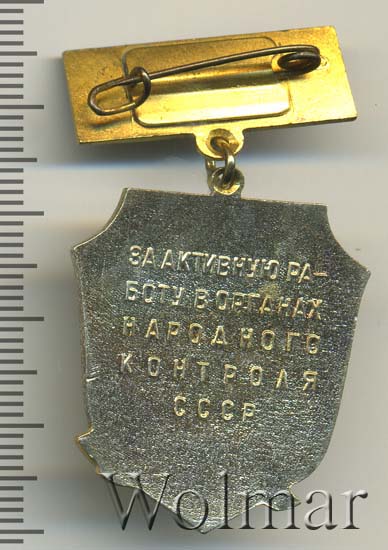 ЗА АКТИВНУЮ РА-
БОТУ В ОРГАНАХ
НАРОДНОГО
КОНТРОЛЯ
СССР
Wolmar